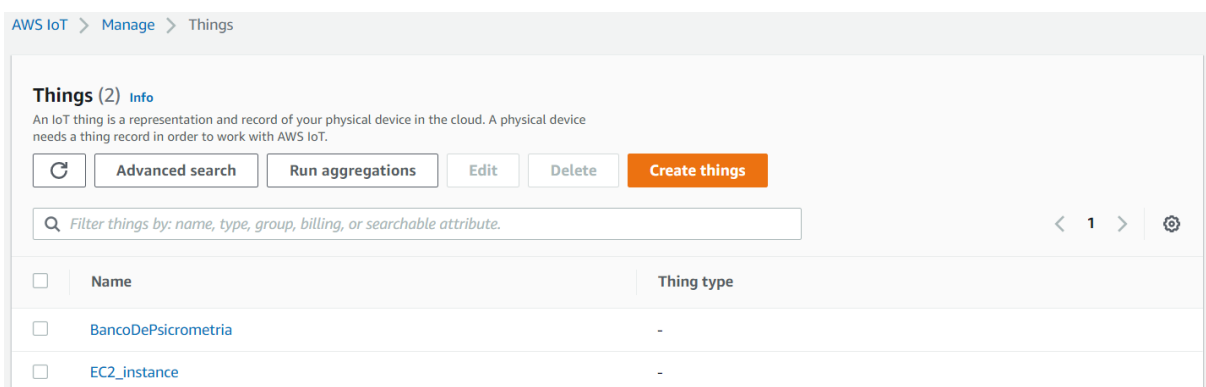 AWS IoT > Manage > Things
Things (2) Info
An IoT thing is a representation and record of your physical device in the cloud. A physical device
needs a thing record in order to work with AWS IoT.
Advanced search Run aggregations Edit Delete Create things
Filter things by: name, type, group, billing, or searchable attribute.
< 1 >
Name Thing type
BancoDePsicrometria -
EC2_instance -